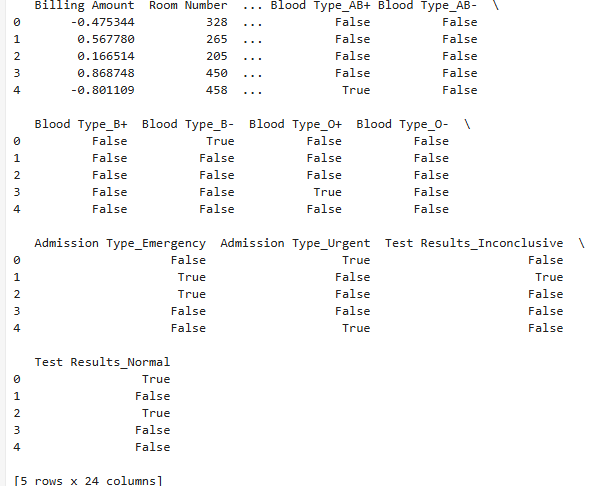 Billing Amount  Room Number  ...  Blood Type_AB+  Blood Type_AB-  \
0       -0.475344          328  ...           False           False
1        0.567780          265  ...           False           False
2        0.166514          205  ...           False           False
3        0.868748          450  ...           False           False
4       -0.801109          458  ...            True           False
Blood Type_B+  Blood Type_B-  Blood Type_O+  Blood Type_O-  \
0          False           True          False          False
1          False          False          False          False
2          False          False          False          False
3          False          False           True          False
4          False          False          False          False
Admission Type_Emergency  Admission Type_Urgent  Test Results_Inconclusive  \
0                     False                   True                      False
1                      True                  False                       True
2                      True                  False                      False
3                     False                  False                      False
4                     False                   True                      False
Test Results_Normal
0                 True
1                False
2                 True
3                False
4                False
[5 rows x 24 columns]